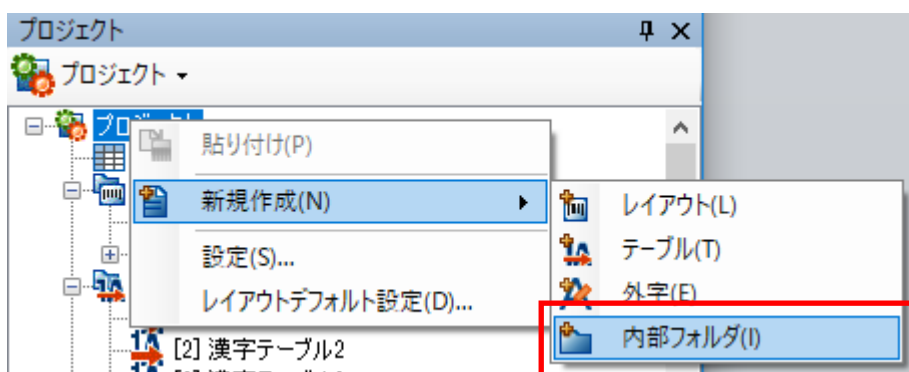 プロジェクト
プロジェクト
貼り付け(P)
新規作成(N)
設定(S)...
レイアウトデフォルト設定(D)...
レイアウト(L)
テーブル(T)
外字(F)
内部フォルダ(I)
[2] 漢字テーブル2